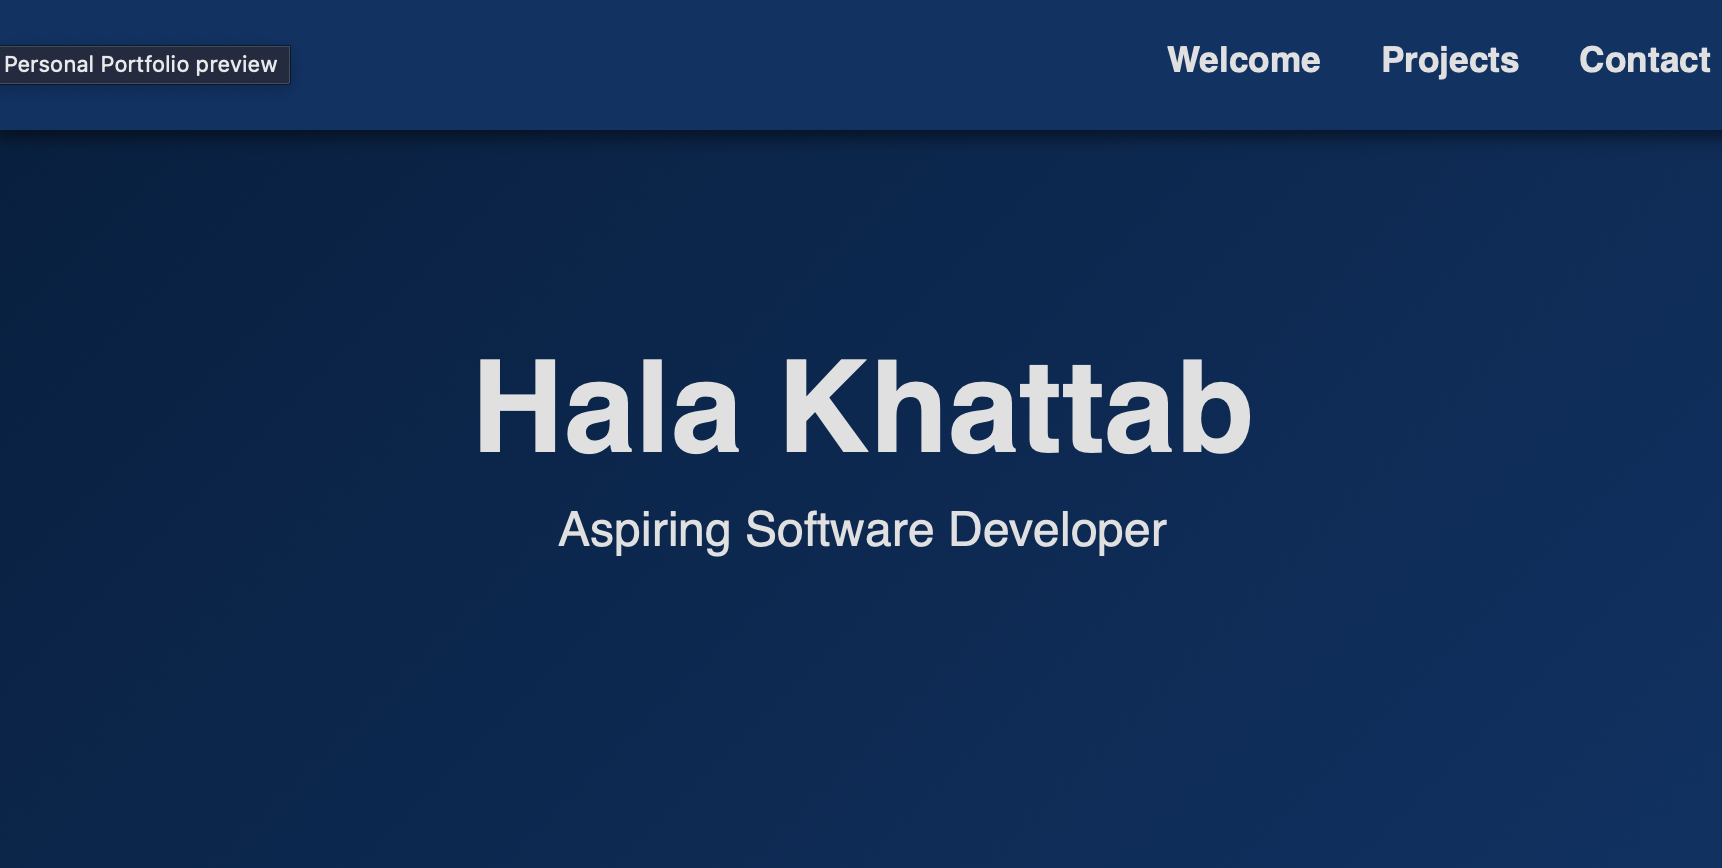 Personal Portfolio preview
Welcome Projects Contact
Hala Khattab
Aspiring Software Developer